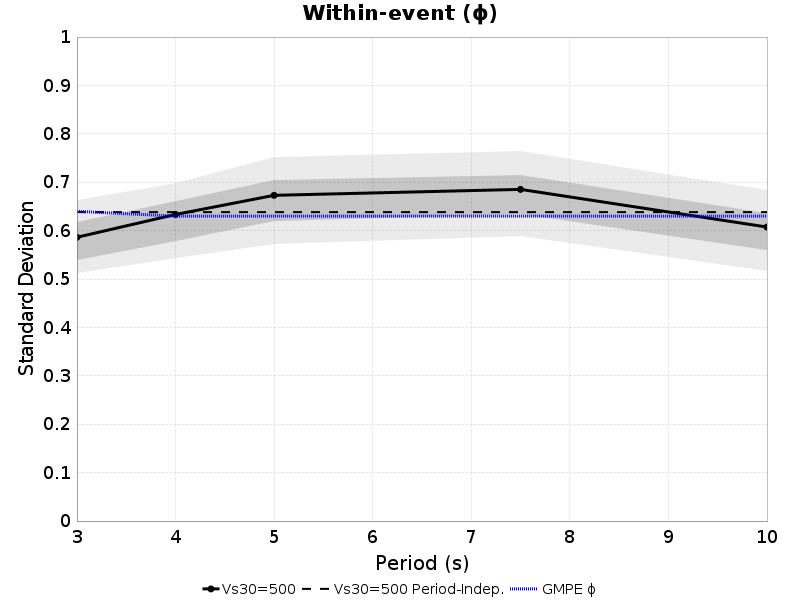 Within-event (ϕ)
1
0.9
0.8
0.7
0.6
0.5
0.4
0.3
0.2
0.1
0
Standard Deviation
3 4 5 6 7 8 9 10
Period (s)
Vs30=500 Vs30=500 Period-Indep. GMPE ϕ